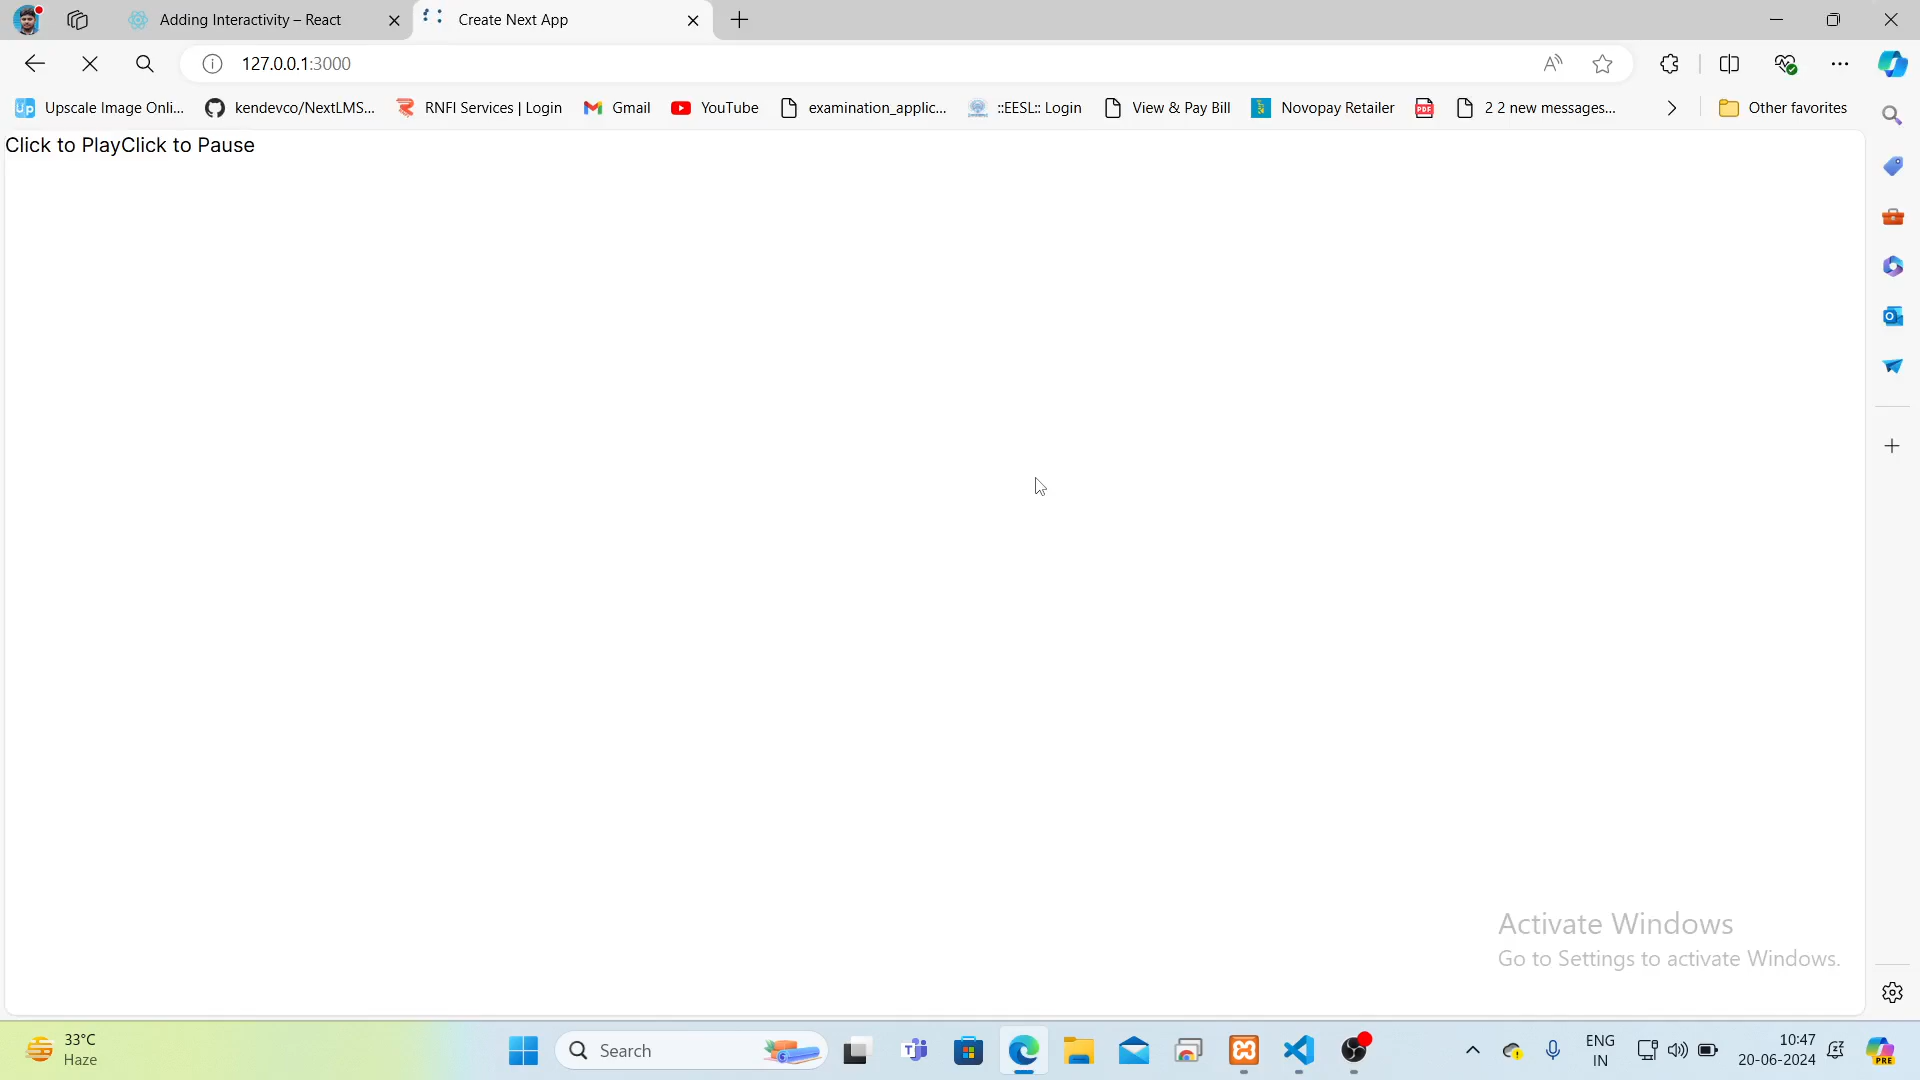 Adding Interactivity – React
Create Next App
127.0.0.1:3000
Upscale Image Onli...
kendevco/NextLMS...
RNFI Services | Login
Gmail
YouTube
examination_applic...
::EESL:: Login
View & Pay Bill
Novopay Retailer
PDF
2 2 new messages...
Other favorites
Click to PlayClick to Pause
Activate Windows
Go to Settings to activate Windows.
33°C
Haze
Search
ENG
IN
10:47
20-06-2024
PRE